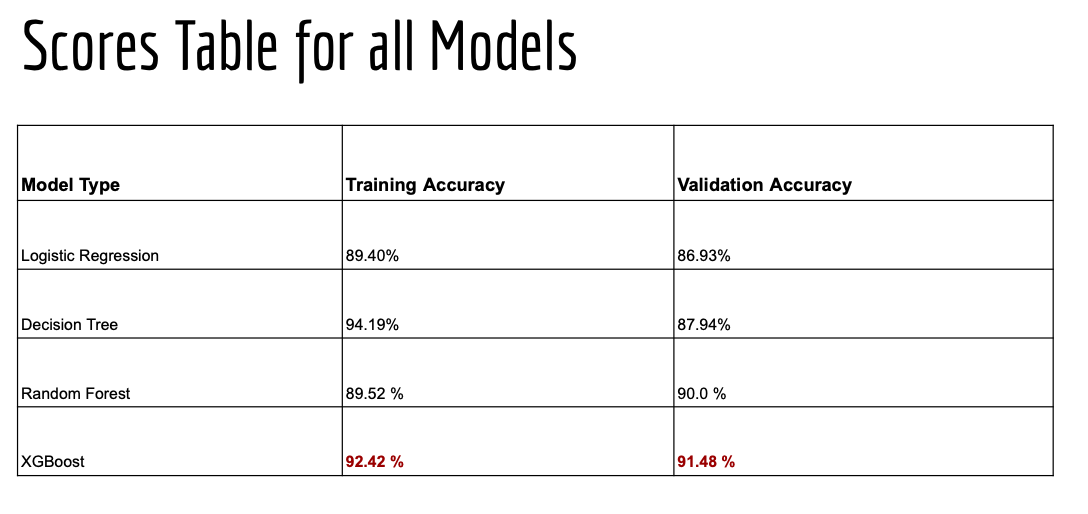 Scores Table for all Models
Model Type Training Accuracy Validation Accuracy
Logistic Regression 89.40% 86.93%
Decision Tree 94.19% 87.94%
Random Forest 89.52 % 90.0 %
XGBoost 92.42 % 91.48 %